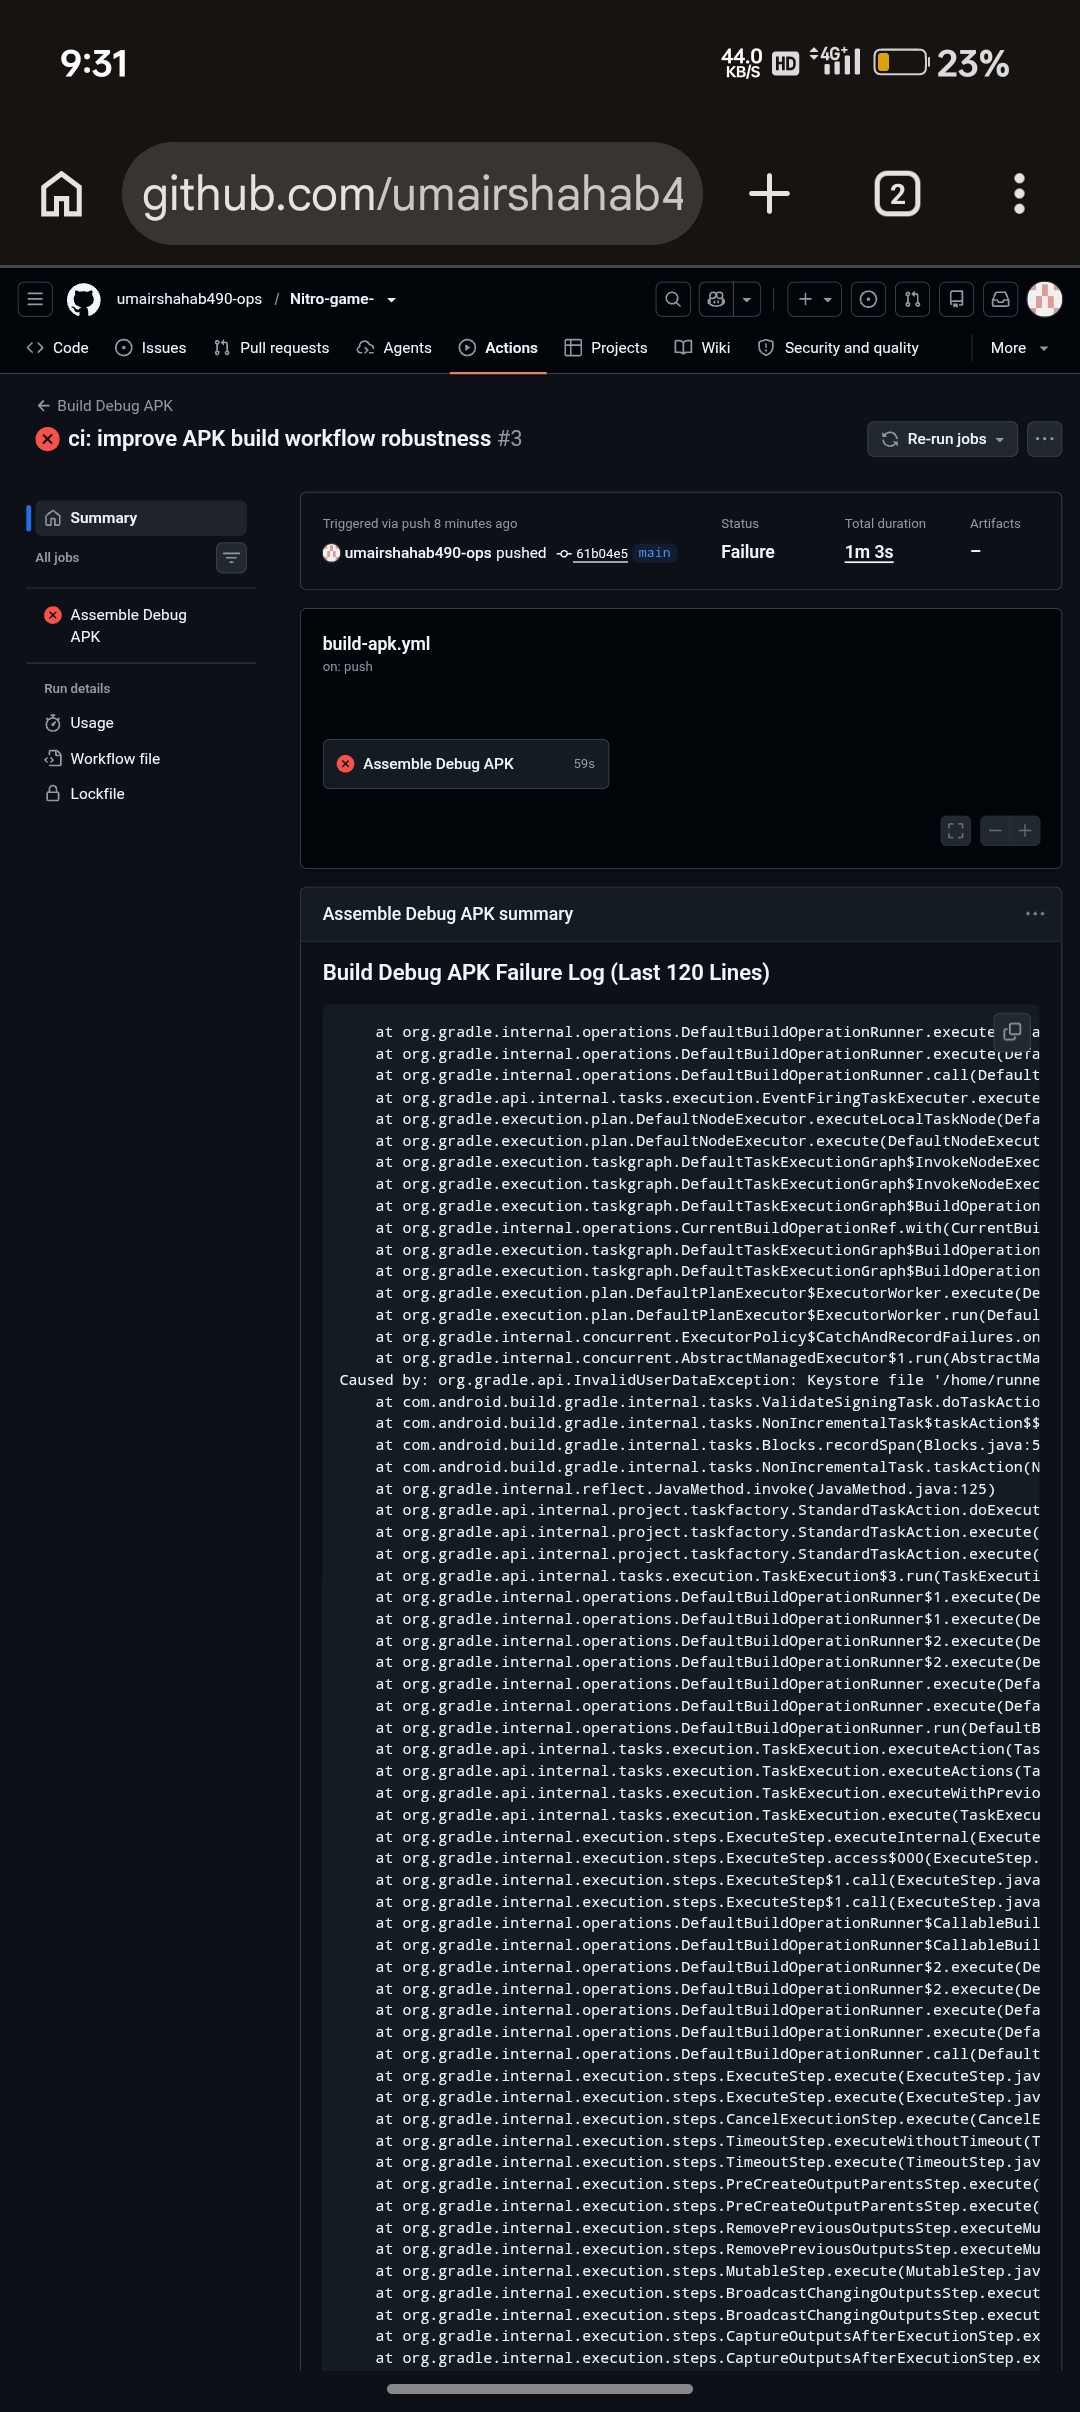 9:31
44.0 KB/S HD 4G+ 23%
github.com/umairshahab4
2
umairshahab490-ops / Nitro-game-
Code Issues Pull requests Agents Actions Projects Wiki Security and quality More
Build Debug APK
ci: improve APK build workflow robustness #3
Re-run jobs
Summary
All jobs
Assemble Debug
APK
Run details
Usage
Workflow file
Lockfile
Triggered via push 8 minutes ago
umairshahab490-ops pushed 61b04e5 main
Status
Failure
Total duration
1m 3s
Artifacts
–
build-apk.yml
on: push
Assemble Debug APK 59s
Assemble Debug APK summary
Build Debug APK Failure Log (Last 120 Lines)
at org.gradle.internal.operations.DefaultBuildOperationRunner.execute
at org.gradle.internal.operations.DefaultBuildOperationRunner.execute(Defa
at org.gradle.internal.operations.DefaultBuildOperationRunner.call(Default
at org.gradle.api.internal.tasks.execution.EventFiringTaskExecuter.execute
at org.gradle.execution.plan.DefaultNodeExecutor.executeLocalTaskNode(Defa
at org.gradle.execution.plan.DefaultNodeExecutor.execute(DefaultNodeExecut
at org.gradle.execution.taskgraph.DefaultTaskExecutionGraph$InvokeNodeExec
at org.gradle.execution.taskgraph.DefaultTaskExecutionGraph$InvokeNodeExec
at org.gradle.execution.taskgraph.DefaultTaskExecutionGraph$BuildOperation
at org.gradle.internal.operations.CurrentBuildOperationRef.with(CurrentBui
at org.gradle.execution.taskgraph.DefaultTaskExecutionGraph$BuildOperation
at org.gradle.execution.taskgraph.DefaultTaskExecutionGraph$BuildOperation
at org.gradle.execution.plan.DefaultPlanExecutor$ExecutorWorker.execute(De
at org.gradle.execution.plan.DefaultPlanExecutor$ExecutorWorker.run(Defaul
at org.gradle.internal.concurrent.ExecutorPolicy$CatchAndRecordFailures.on
at org.gradle.internal.concurrent.AbstractManagedExecutor$1.run(AbstractMa
Caused by: org.gradle.api.InvalidUserDataException: Keystore file '/home/runne
at com.android.build.gradle.internal.tasks.ValidateSigningTask.doTaskActio
at com.android.build.gradle.internal.tasks.NonIncrementalTask$taskAction$$
at com.android.build.gradle.internal.tasks.Blocks.recordSpan(Blocks.java:5
at com.android.build.gradle.internal.tasks.NonIncrementalTask.taskAction(N
at org.gradle.internal.reflect.JavaMethod.invoke(JavaMethod.java:125)
at org.gradle.api.internal.project.taskfactory.StandardTaskAction.doExecut
at org.gradle.api.internal.project.taskfactory.StandardTaskAction.execute(
at org.gradle.api.internal.project.taskfactory.StandardTaskAction.execute(
at org.gradle.api.internal.tasks.execution.TaskExecution$3.run(TaskExecuti
at org.gradle.internal.operations.DefaultBuildOperationRunner$1.execute(De
at org.gradle.internal.operations.DefaultBuildOperationRunner$1.execute(De
at org.gradle.internal.operations.DefaultBuildOperationRunner$2.execute(De
at org.gradle.internal.operations.DefaultBuildOperationRunner$2.execute(De
at org.gradle.internal.operations.DefaultBuildOperationRunner.execute(Defa
at org.gradle.internal.operations.DefaultBuildOperationRunner.execute(Defa
at org.gradle.internal.operations.DefaultBuildOperationRunner.run(DefaultB
at org.gradle.api.internal.tasks.execution.TaskExecution.executeAction(Tas
at org.gradle.api.internal.tasks.execution.TaskExecution.executeActions(Ta
at org.gradle.api.internal.tasks.execution.TaskExecution.executeWithPrevio
at org.gradle.api.internal.tasks.execution.TaskExecution.execute(TaskExecu
at org.gradle.internal.execution.steps.ExecuteStep.executeInternal(Execute
at org.gradle.internal.execution.steps.ExecuteStep.access$000(ExecuteStep.
at org.gradle.internal.execution.steps.ExecuteStep$1.call(ExecuteStep.java
at org.gradle.internal.execution.steps.ExecuteStep$1.call(ExecuteStep.java
at org.gradle.internal.operations.DefaultBuildOperationRunner$CallableBuil
at org.gradle.internal.operations.DefaultBuildOperationRunner$CallableBuil
at org.gradle.internal.operations.DefaultBuildOperationRunner$2.execute(De
at org.gradle.internal.operations.DefaultBuildOperationRunner$2.execute(De
at org.gradle.internal.operations.DefaultBuildOperationRunner.execute(Defa
at org.gradle.internal.operations.DefaultBuildOperationRunner.execute(Defa
at org.gradle.internal.operations.DefaultBuildOperationRunner.call(Default
at org.gradle.internal.execution.steps.ExecuteStep.execute(ExecuteStep.jav
at org.gradle.internal.execution.steps.ExecuteStep.execute(ExecuteStep.jav
at org.gradle.internal.execution.steps.CancelExecutionStep.execute(CancelE
at org.gradle.internal.execution.steps.TimeoutStep.executeWithoutTimeout(T
at org.gradle.internal.execution.steps.TimeoutStep.execute(TimeoutStep.jav
at org.gradle.internal.execution.steps.PreCreateOutputParentsStep.execute(
at org.gradle.internal.execution.steps.PreCreateOutputParentsStep.execute(
at org.gradle.internal.execution.steps.RemovePreviousOutputsStep.executeMu
at org.gradle.internal.execution.steps.RemovePreviousOutputsStep.executeMu
at org.gradle.internal.execution.steps.MutableStep.execute(MutableStep.jav
at org.gradle.internal.execution.steps.BroadcastChangingOutputsStep.execut
at org.gradle.internal.execution.steps.BroadcastChangingOutputsStep.execut
at org.gradle.internal.execution.steps.CaptureOutputsAfterExecutionStep.ex
at org.gradle.internal.execution.steps.CaptureOutputsAfterExecutionStep.ex